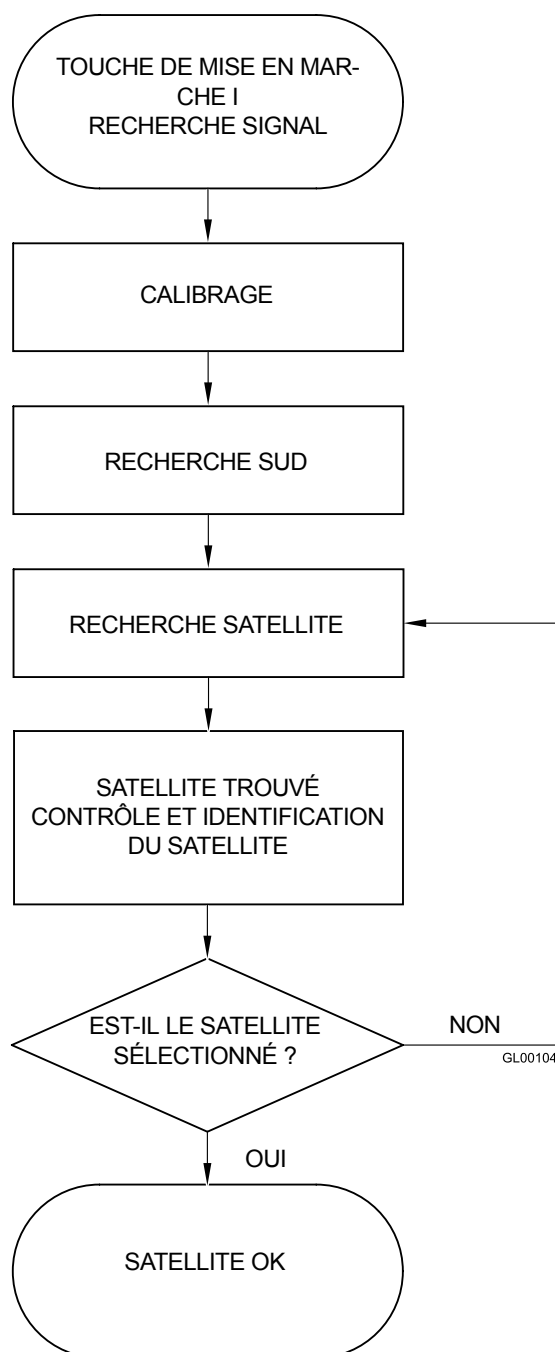 TOUCHE DE MISE EN MAR-
CHE I
RECHERCHE SIGNAL
CALIBRAGE
RECHERCHE SUD
RECHERCHE SATELLITE
SATELLITE TROUVÉ
CONTRÔLE ET IDENTIFICATION
DU SATELLITE
EST-IL LE SATELLITE
SÉLECTIONNÉ ?
NON
GL00104
OUI
SATELLITE OK